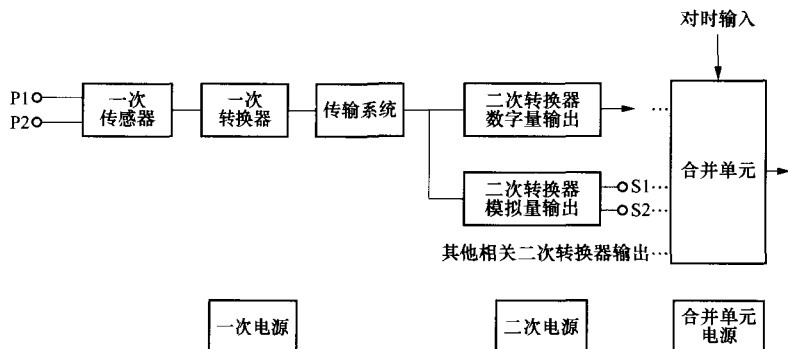 对时输入
P1
P2
一次
传感器
一次
转换器
传输系统
二次转换器
数字量输出
…
二次转换器
模拟量输出
S1…
S2…
其他相关二次转换器输出…
合并单元
一次电源
二次电源
合并单元
电源